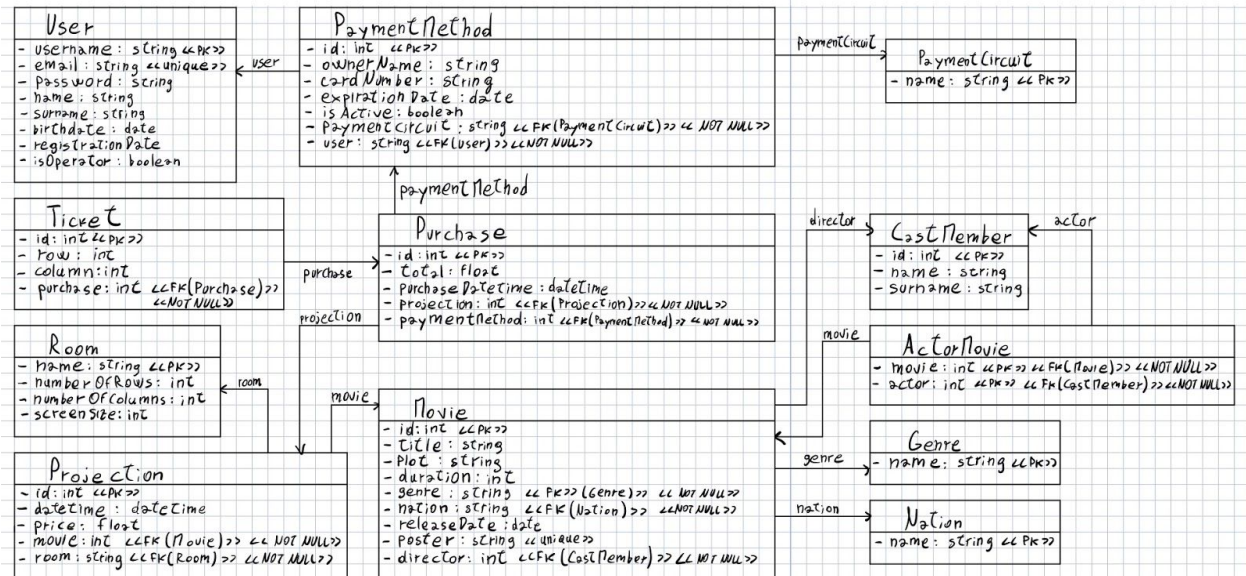 User
- username: string <<PK>>
- email: string <<unique>>
- password: string
- name: string
- surname: string
- birthdate: date
- registrationDate
- isOperator: boolean
user
PaymentMethod
- id: int <<PK>>
- ownerName: string
- cardNumber: string
- expirationDate: date
- isActive: boolean
- paymentCircuit: string <<FK(PaymentCircuit)>> <<NOT NULL>>
- user: string <<FK(User)>> <<NOT NULL>>
paymentCircuit
PaymentCircuit
- name: string <<PK>>
paymentMethod
Ticket
- id: int <<PK>>
- row: int
- column: int
- purchase: int <<FK(Purchase)>>
<<NOT NULL>>
purchase
Purchase
- id: int <<PK>>
- total: float
- purchaseDatetime: datetime
- projection: int <<FK(Projection)>> <<NOT NULL>>
- paymentMethod: int <<FK(PaymentMethod)>> <<NOT NULL>>
director
CastMember
- id: int <<PK>>
- name: string
- surname: string
actor
projection
Room
- name: string <<PK>>
- numberOfRows: int
- numberOfColumns: int
- screenSize: int
room
movie
movie
ActorMovie
- movie: int <<PK>> <<FK(Movie)>> <<NOT NULL>>
- actor: int <<PK>> <<FK(CastMember)>> <<NOT NULL>>
Projection
- id: int <<PK>>
- datetime: datetime
- price: float
- movie: int <<FK(Movie)>> <<NOT NULL>>
- room: string <<FK(Room)>> <<NOT NULL>>
Movie
- id: int <<PK>>
- title: string
- plot: string
- duration: int
- genre: string <<FK>>(Genre)>> <<NOT NULL>>
- nation: string <<FK(Nation)>> <<NOT NULL>>
- releaseDate: date
- poster: string <<unique>>
- director: int <<FK(CastMember)>> <<NOT NULL>>
genre
Genre
- name: string <<PK>>
nation
Nation
- name: string <<PK>>